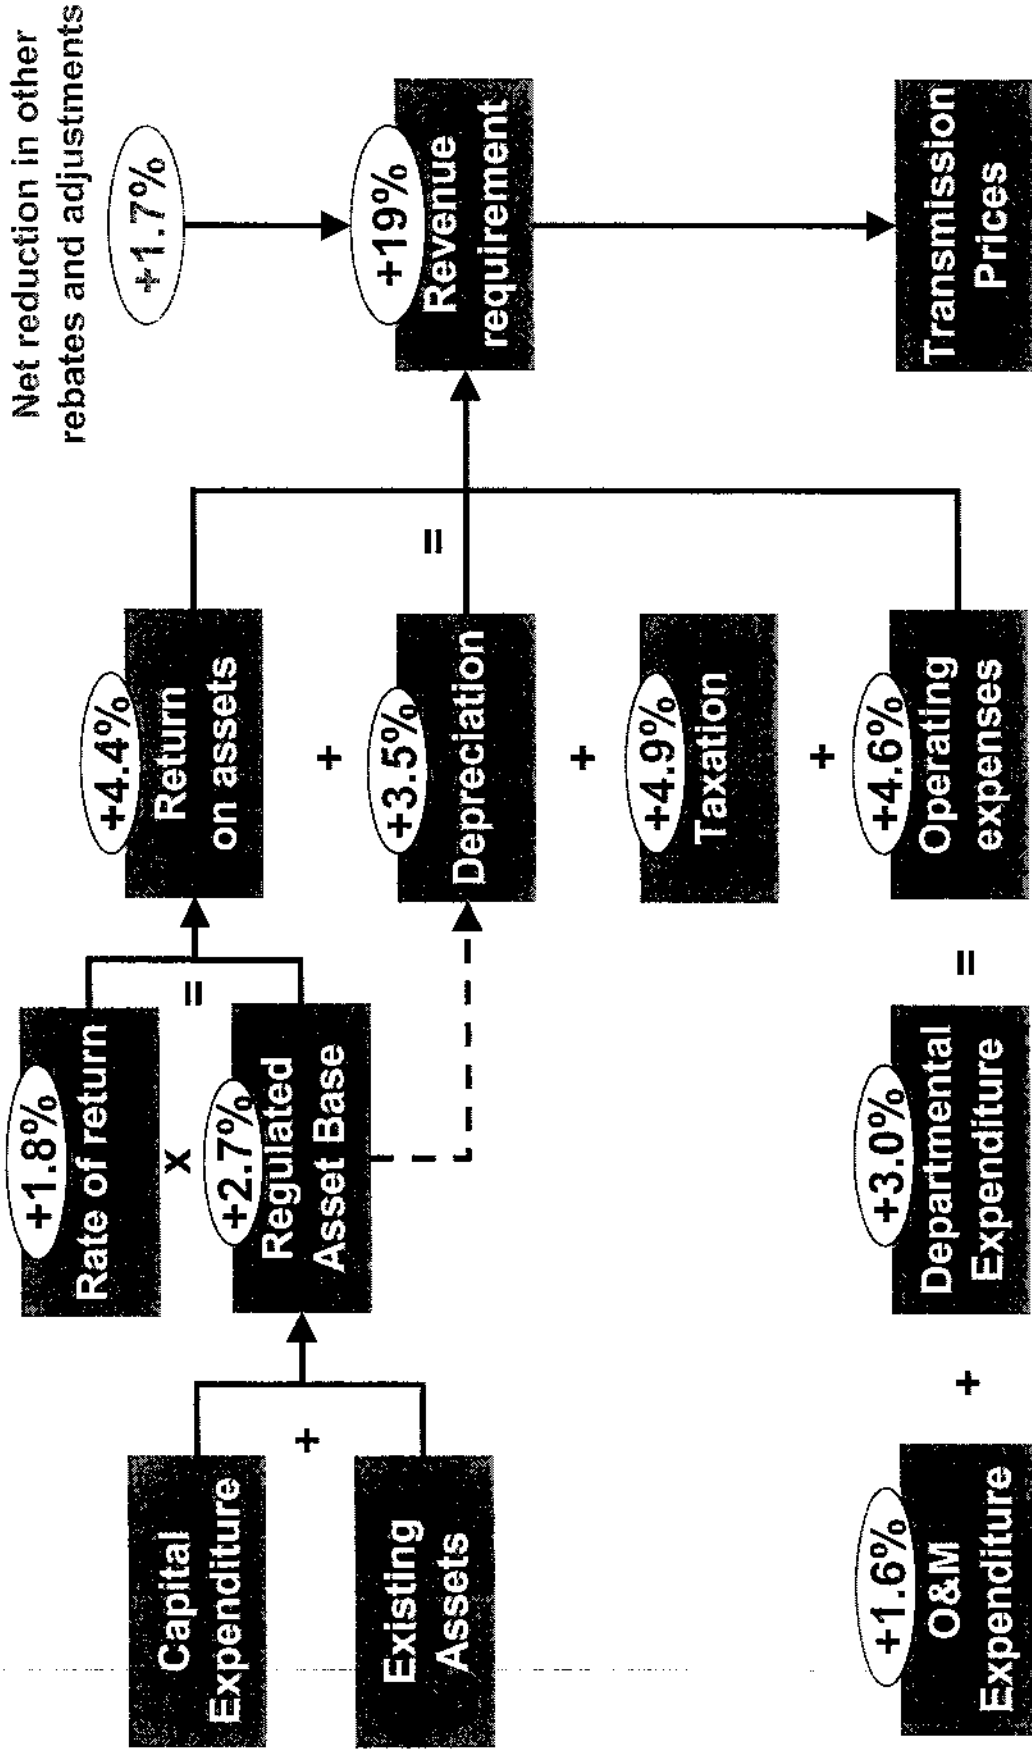 Net reduction in other
rebates and adjustments
+1.8%
Rate of return
x
+2.7%
Regulated
Asset Base
=
+4.4%
Return
on assets
+1.7%
Capital
Expenditure
+
Existing
Assets
+
+3.5%
Depreciation
=
+19%
Revenue
requirement
+
+4.9%
Taxation
+
+1.6%
O&M
Expenditure
+
+3.0%
Departmental
Expenditure
=
+4.6%
Operating
expenses
Transmission
Prices